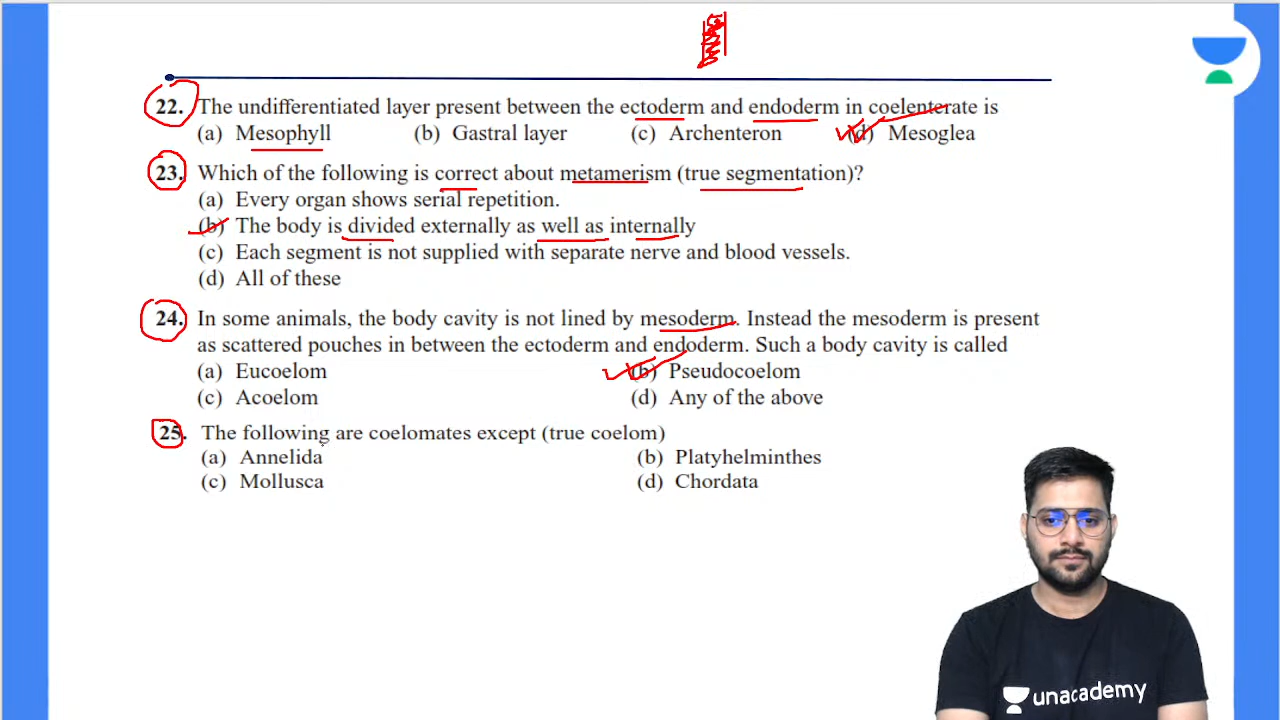 22. The undifferentiated layer present between the ectoderm and endoderm in coelenterate is
(a) Mesophyll (b) Gastral layer (c) Archenteron (d) Mesoglea
23. Which of the following is correct about metamerism (true segmentation)?
(a) Every organ shows serial repetition.
(b) The body is divided externally as well as internally
(c) Each segment is not supplied with separate nerve and blood vessels.
(d) All of these
24. In some animals, the body cavity is not lined by mesoderm. Instead the mesoderm is present
as scattered pouches in between the ectoderm and endoderm. Such a body cavity is called
(a) Eucoelom (b) Pseudocoelom
(c) Acoelom (d) Any of the above
25. The following are coelomates except (true coelom)
(a) Annelida (b) Platyhelminthes
(c) Mollusca (d) Chordata
unacademy